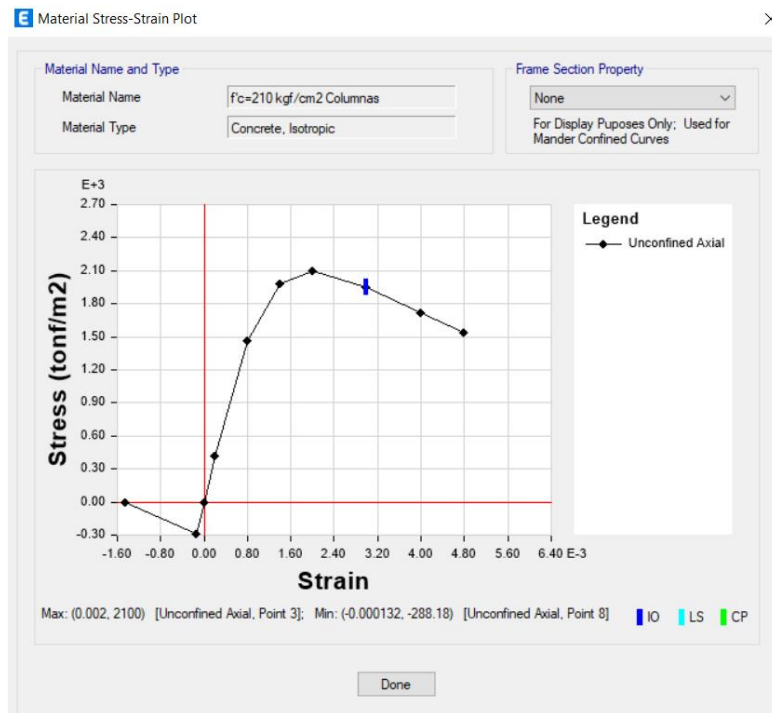 E Material Stress-Strain Plot
Material Name and Type
Material Name f'c=210 kgf/cm2 Columnas
Material Type Concrete, Isotropic
Frame Section Property
None
For Display Puposes Only; Used for
Mander Confined Curves
E+3
2.70
2.40
2.10
1.80
1.50
1.20
0.90
0.60
0.30
0.00
-0.30
Stress (tonf/m2)
-1.60 -0.80 0.00 0.80 1.60 2.40 3.20 4.00 4.80 5.60 6.40 E-3
Strain
Legend
Unconfined Axial
Max: (0.002, 2100) [Unconfined Axial, Point 3]; Min: (-0.000132, -288.18) [Unconfined Axial, Point 8]
IO LS CP
Done